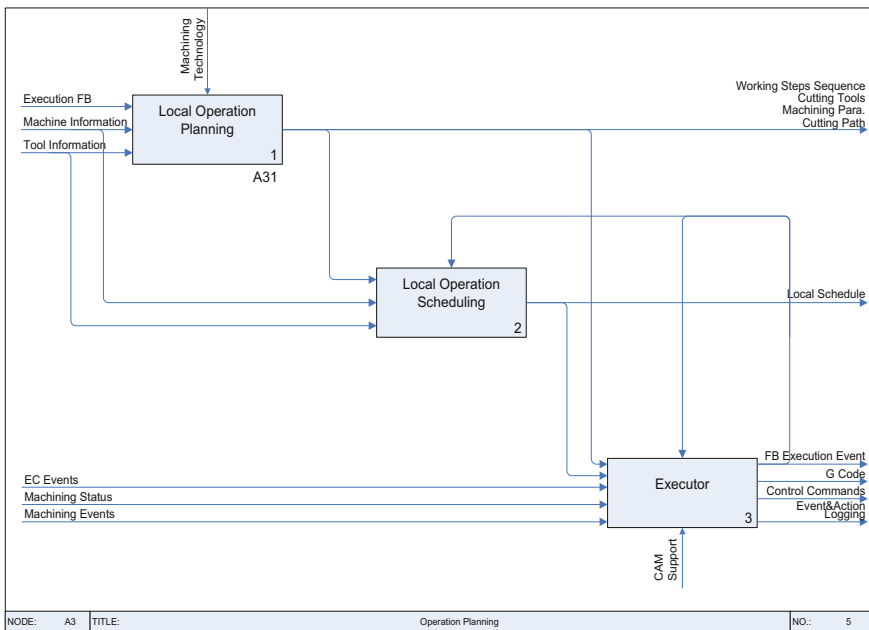 Machining
Technology
Execution FB
Machine Information
Tool Information
Local Operation
Planning
1
A31
Working Steps Sequence
Cutting Tools
Machining Para.
Cutting Path
Local Operation
Scheduling
2
Local Schedule
EC Events
Machining Status
Machining Events
Executor
3
FB Execution Event
G Code
Control Commands
Event&Action
Logging
CAM
Support
NODE: A3 TITLE: Operation Planning NO.: 5